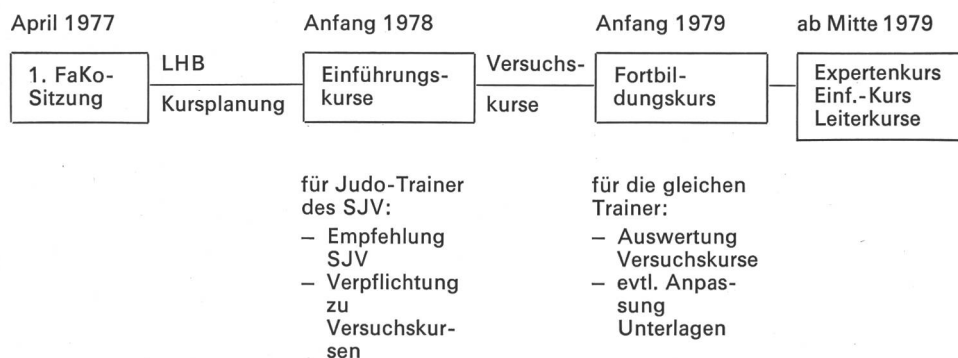 April 1977
Anfang 1978
Anfang 1979
ab Mitte 1979
1. FaKo-
Sitzung
LHB
Kursplanung
Einführungs-
kurse
Versuchs-
kurse
Fortbil-
dungskurs
Expertenkurs
Einf.-Kurs
Leiterkurse
für Judo-Trainer
des SJV:
– Empfehlung
SJV
– Verpflichtung
zu
Versuchskur-
sen
für die gleichen
Trainer:
– Auswertung
Versuchskurse
– evtl. Anpas-
sung
Unterlagen